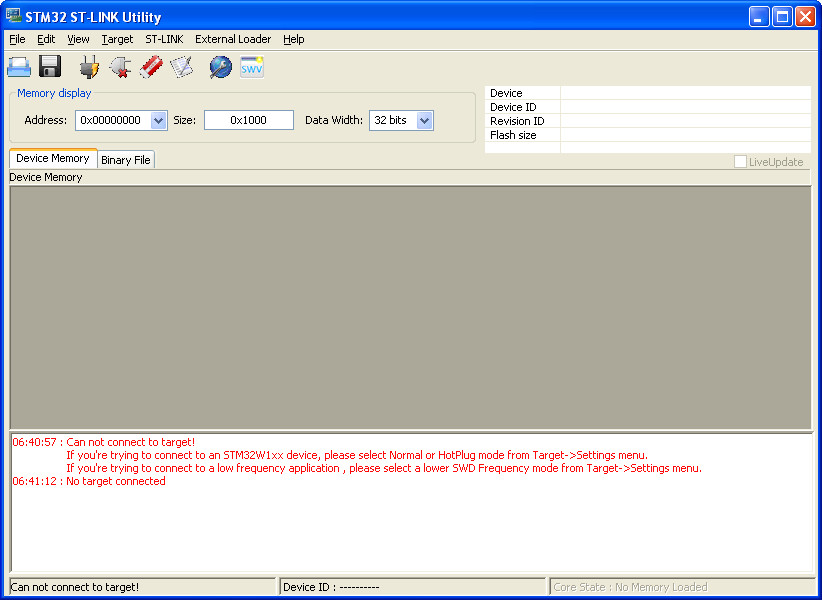 STM32 ST-LINK Utility
File Edit View Target ST-LINK External Loader Help
SWV
Memory display
Address: 0x00000000 Size: 0x1000 Data Width: 32 bits
Device
Device ID
Revision ID
Flash size
LiveUpdate
Device Memory Binary File
Device Memory
06:40:57 : Can not connect to target!
If you're trying to connect to an STM32W1xx device, please select Normal or HotPlug mode from Target->Settings menu.
If you're trying to connect to a low frequency application , please select a lower SWD Frequency mode from Target->Settings menu.
06:41:12 : No target connected
Can not connect to target! Device ID : ---------- Core State : No Memory Loaded